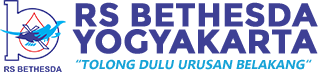 RS BETHESDA
YOGYAKARTA
"TOLONG DULU URUSAN BELAKANG"
RS BETHESDA